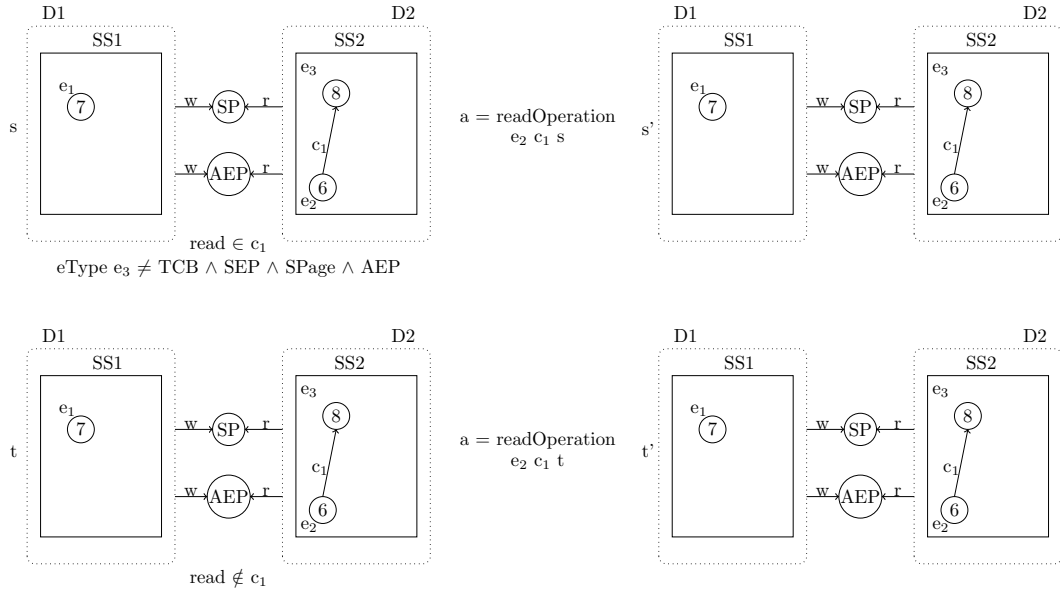 D1 D2 D1 D2
SS1 SS2 SS1 SS2
e3 e3
e1 8 e1 8
7 w SP r 7 w SP r
a = readOperation
s c1 e2 c1 s s' c1
w AEP r w AEP r
6 6
e2 e2
read ∈ c1
eType e3 ≠ TCB ∧ SEP ∧ SPage ∧ AEP
D1 D2 D1 D2
SS1 SS2 SS1 SS2
e3 e3
e1 8 e1 8
7 w SP r 7 w SP r
a = readOperation
t c1 e2 c1 t t' c1
w AEP r w AEP r
6 6
e2 e2
read ∉ c1